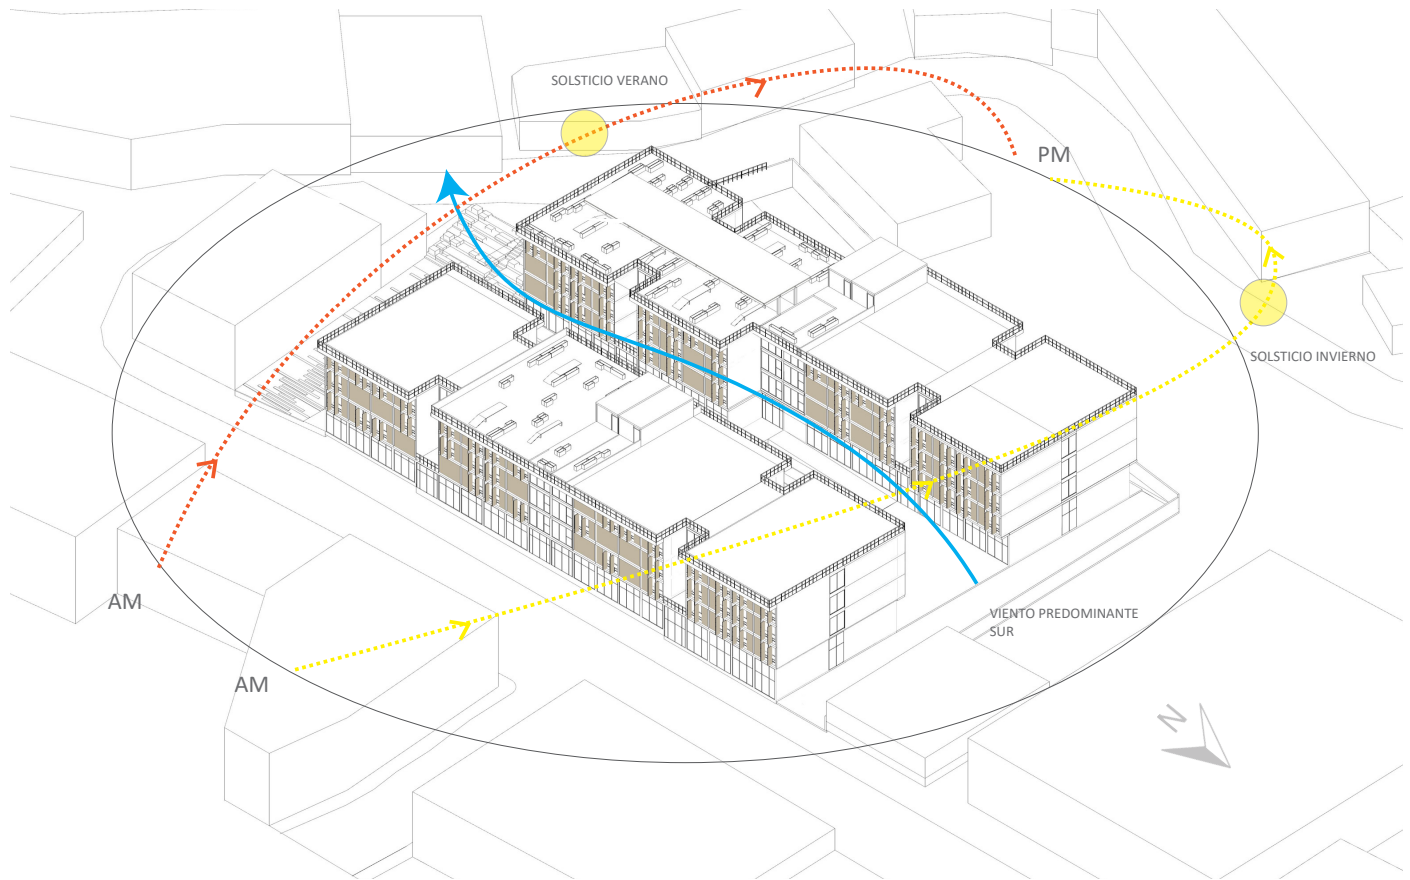 SOLSTICIO VERANO
PM
SOLSTICIO INVIERNO
AM
VIENTO PREDOMINANTE
SUR
AM
N